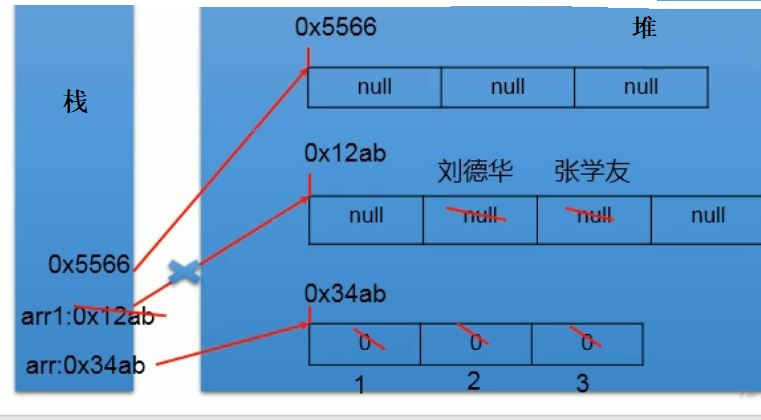 0x5566
堆
栈
null null null
0x12ab
刘德华 张学友
null null null null
0x5566
0x34ab
arr1:0x12ab
0 0 0
arr:0x34ab
1 2 3